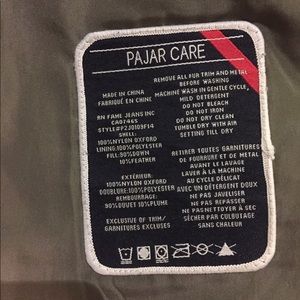 PAJAR CARE
MADE IN CHINA
FABRIQUÉ EN CHINE
RN FAME JEANS INC
CA07465
STYLE:#P2J0109F14
SHELL:
100%NYLON OXFORD
LINING:100%POLYESTER
FILL:90%DOWN
10%FEATHER
EXTÉRIEUR:
100%NYLON OXFORD
DOUBLURE:100%POLYESTER
REMBOURRAGE:
90%DUVET 10%PLUME
EXCLUSIVE OF TRIM/
GARNITURES EXCLUSIVES
REMOVE ALL FUR TRIM AND METAL
BEFORE WASHING
MACHINE WASH IN GENTLE CYCLE,
MILD DETERGENT
DO NOT BLEACH
DO NOT IRON
DO NOT DRY CLEAN
TUMBLE DRY WITH AIR
SETTING TILL DRY
RETIRER TOUTES GARNITURES
DE FOURRURE ET DE METAL
AVANT LE LAVAGE
LAVER À LA MACHINE
AU CYCLE DÉLICAT
AVEC UN DÉTERGENT DOUX
NE PAS JAVELLISER
NE PAS REPASSER
NE PAS NETTOYER À SEC
SÉCHER PAR CULBUTAGE
SANS CHALEUR